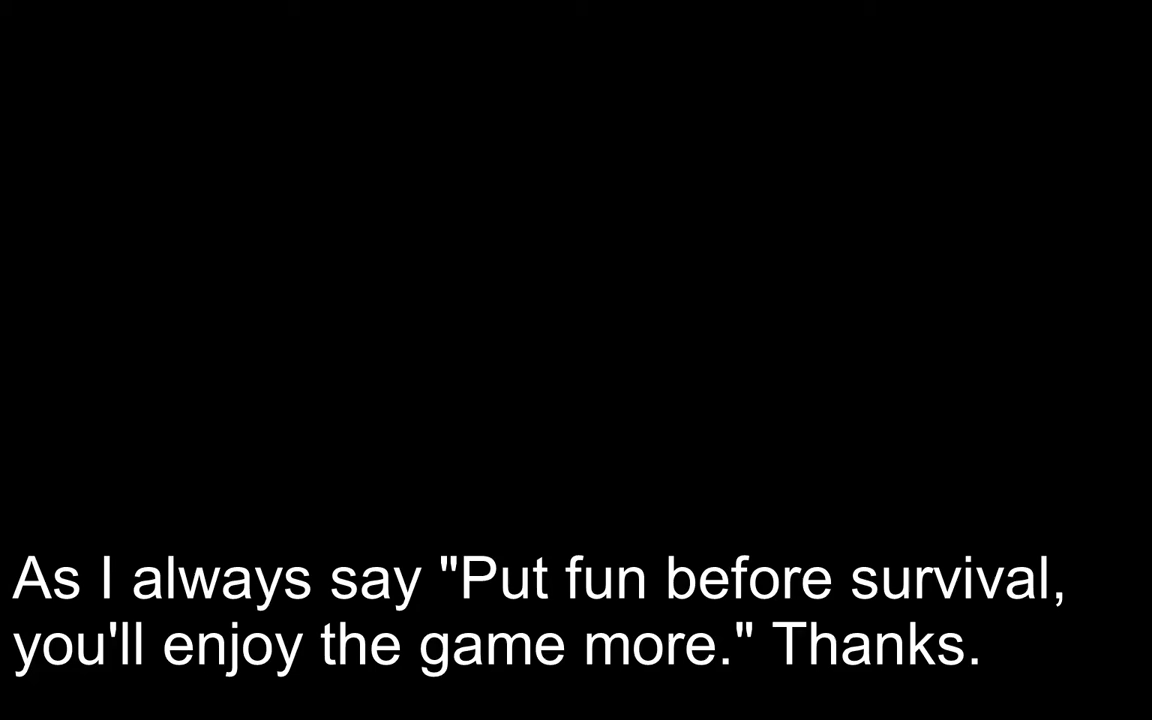 As I always say "Put fun before survival,
you'll enjoy the game more." Thanks.